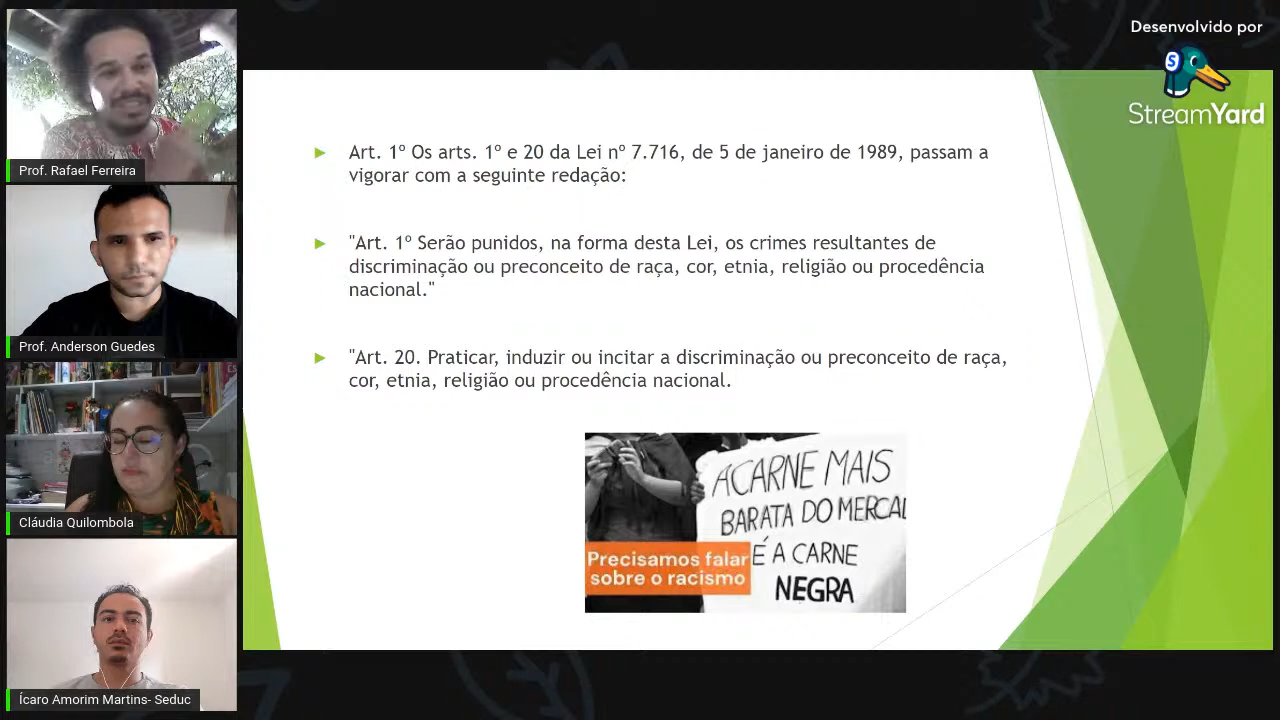 Desenvolvido por
StreamYard
Prof. Rafael Ferreira
Prof. Anderson Guedes
Cláudia Quilombola
Ícaro Amorim Martins- Seduc
Art. 1º Os arts. 1º e 20 da Lei nº 7.716, de 5 de janeiro de 1989, passam a
vigorar com a seguinte redação:
"Art. 1º Serão punidos, na forma desta Lei, os crimes resultantes de
discriminação ou preconceito de raça, cor, etnia, religião ou procedência
nacional."
"Art. 20. Praticar, induzir ou incitar a discriminação ou preconceito de raça,
cor, etnia, religião ou procedência nacional.
A CARNE MAIS
BARATA DO MERCAD
É A CARNE
NEGRA
Precisamos falar
sobre o racismo